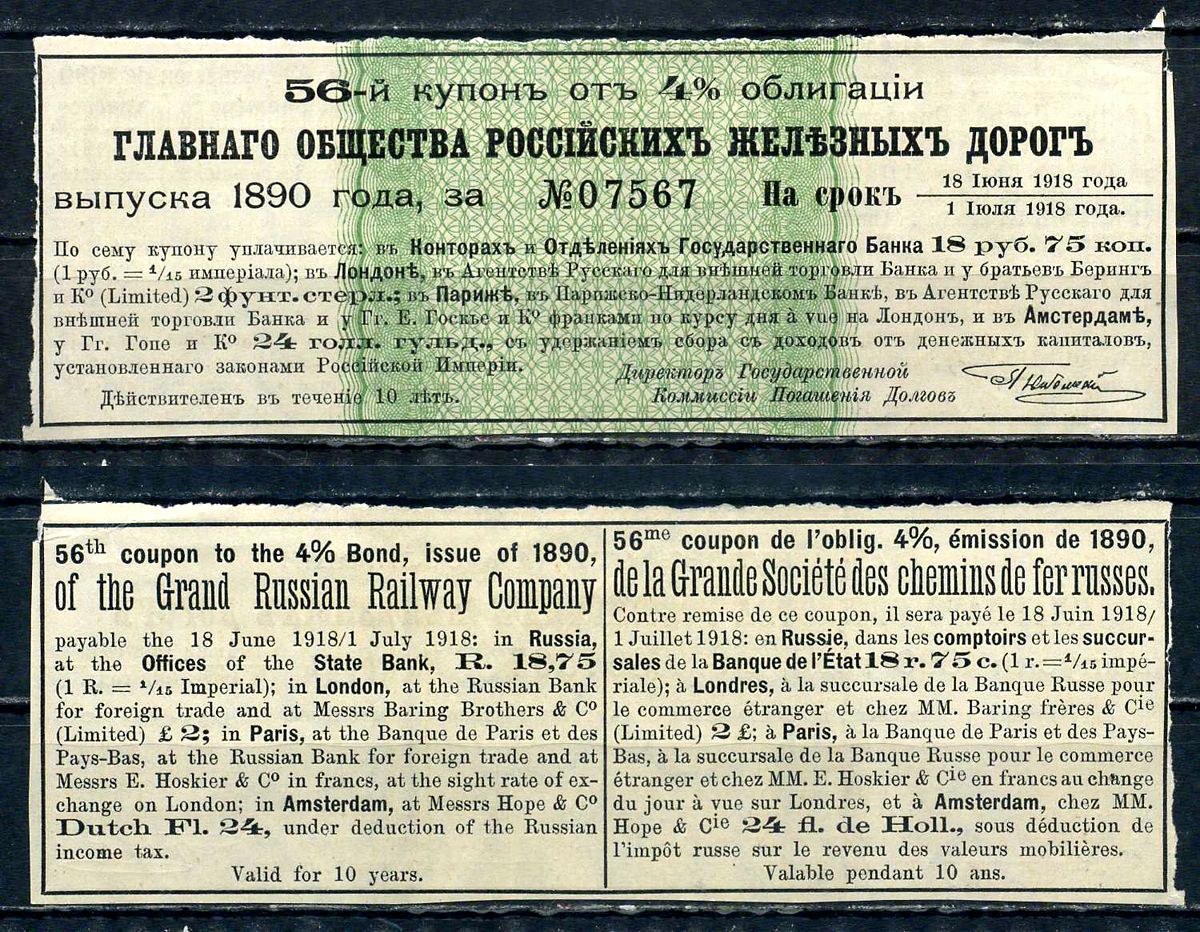 56-й купонъ отъ 4% облигаціи
ГЛАВНАГО ОБЩЕСТВА РОССІЙСКИХЪ ЖЕЛѢЗНЫХЪ ДОРОГЪ
выпуска 1890 года, за №07567 На срокъ 18 Іюня 1918 года
1 Іюля 1918 года.
По сему купону уплачивается: въ Конторахъ и Отдѣленіяхъ Государственнаго Банка 18 руб. 75 коп.
(1 руб. = 1/15 имперіала); въ Лондонѣ, въ Агентствѣ Русскаго для внѣшней торговли Банка и у братьевъ Берингъ
и Ко (Limited) 2 фунт. стерл.; въ Парижѣ, въ Парижско-Нидерландскомъ Банкѣ, въ Агентствѣ Русскаго для
внѣшней торговли Банка и у Гг. Е. Госкье и Ко франками по курсу дня à vue на Лондонъ, и въ Амстердамѣ,
у Гг. Гопе и Ко 24 голл. гульд., съ удержаніемъ сбора съ доходовъ отъ денежныхъ капиталовъ,
установленнаго законами Россійской Имперіи.
Директоръ Государственной
Дѣйствителенъ въ теченіе 10 лѣтъ. Коммиссіи Погашенія Долговъ
56th coupon to the 4% Bond, issue of 1890,
of the Grand Russian Railway Company
payable the 18 June 1918/1 July 1918: in Russia,
at the Offices of the State Bank, R. 18,75
(1 R. = 1/15 Imperial); in London, at the Russian Bank
for foreign trade and at Messrs Baring Brothers & Co
(Limited) £ 2; in Paris, at the Banque de Paris et des
Pays-Bas, at the Russian Bank for foreign trade and at
Messrs E. Hoskier & Co in francs, at the sight rate of ex-
change on London; in Amsterdam, at Messrs Hope & Co
Dutch Fl. 24, under deduction of the Russian
income tax.
Valid for 10 years.
56me coupon de l'oblig. 4%, émission de 1890,
de la Grande Société des chemins de fer russes.
Contre remise de ce coupon, il sera payé le 18 Juin 1918/
1 Juillet 1918: en Russie, dans les comptoirs et les succur-
sales de la Banque de l'État 18 r. 75 c. (1 r.=1/15 impé-
riale); à Londres, à la succursale de la Banque Russe pour
le commerce étranger et chez MM. Baring frères & Cie
(Limited) 2 £; à Paris, à la Banque de Paris et des Pays-
Bas, à la succursale de la Banque Russe pour le commerce
étranger et chez MM. E. Hoskier & Cie en francs au change
du jour à vue sur Londres, et à Amsterdam, chez MM.
Hope & Cie 24 fl. de Holl., sous déduction de
l'impôt russe sur le revenu des valeurs mobilières.
Valable pendant 10 ans.